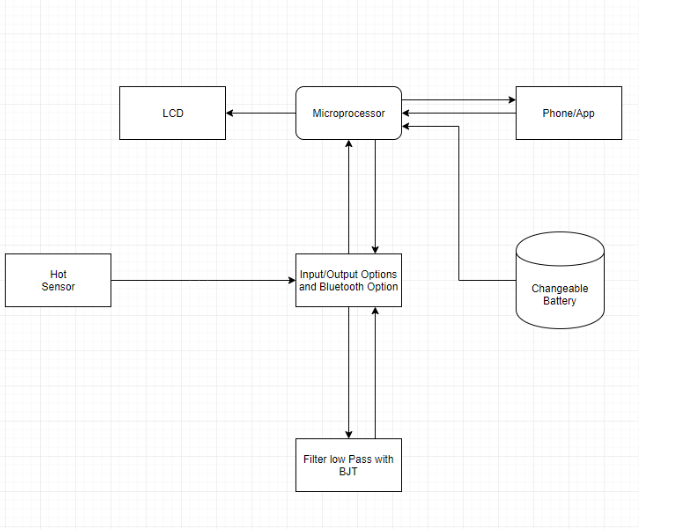 LCD
Microprocessor
Phone/App
Hot
Sensor
Input/Output Options
and Bluetooth Option
Changeable
Battery
Filter low Pass with
BJT